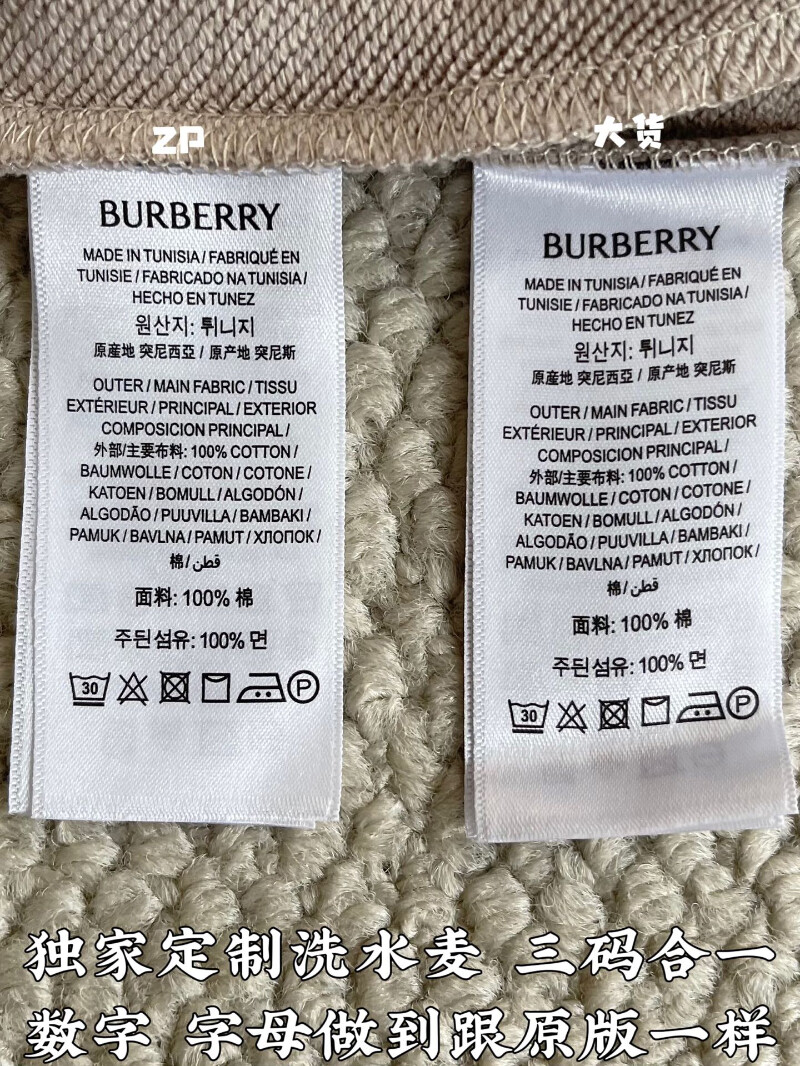 ZP
大货
BURBERRY
MADE IN TUNISIA / FABRIQUÉ EN
TUNISIE / FABRICADO NA TUNISIA /
HECHO EN TUNEZ
원산지: 튀니지
原産地 突尼西亞 / 原产地 突尼斯
OUTER / MAIN FABRIC / TISSU
EXTÉRIEUR / PRINCIPAL / EXTERIOR
COMPOSICION PRINCIPAL /
外部/主要布料: 100% COTTON /
BAUMWOLLE / COTON / COTONE /
KATOEN / BOMULL / ALGODÓN /
ALGODÃO / PUUVILLA / BAMBAKI /
PAMUK / BAVLNA / PAMUT / ХЛОПОК /
棉 / قطن
面料: 100% 棉
주된섬유: 100% 면
30 P
BURBERRY
MADE IN TUNISIA / FABRIQUÉ EN
TUNISIE / FABRICADO NA TUNISIA /
HECHO EN TUNEZ
원산지: 튀니지
原産地 突尼西亞 / 原产地 突尼斯
OUTER / MAIN FABRIC / TISSU
EXTÉRIEUR / PRINCIPAL / EXTERIOR
COMPOSICION PRINCIPAL /
外部/主要布料: 100% COTTON /
BAUMWOLLE / COTON / COTONE /
KATOEN / BOMULL / ALGODÓN /
ALGODÃO / PUUVILLA / BAMBAKI /
PAMUK / BAVLNA / PAMUT / ХЛОПОК /
棉 / قطن
面料: 100% 棉
주된섬유: 100% 면
30 P
独家定制洗水麦 三码合一
数字 字母做到跟原版一样